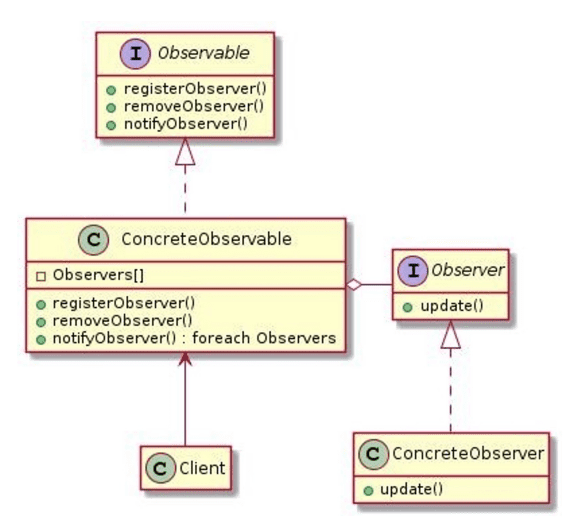 I Observable
registerObserver()
removeObserver()
notifyObserver()
C ConcreteObservable
Observers[]
registerObserver()
removeObserver()
notifyObserver() : foreach Observers
I Observer
update()
C Client
C ConcreteObserver
update()